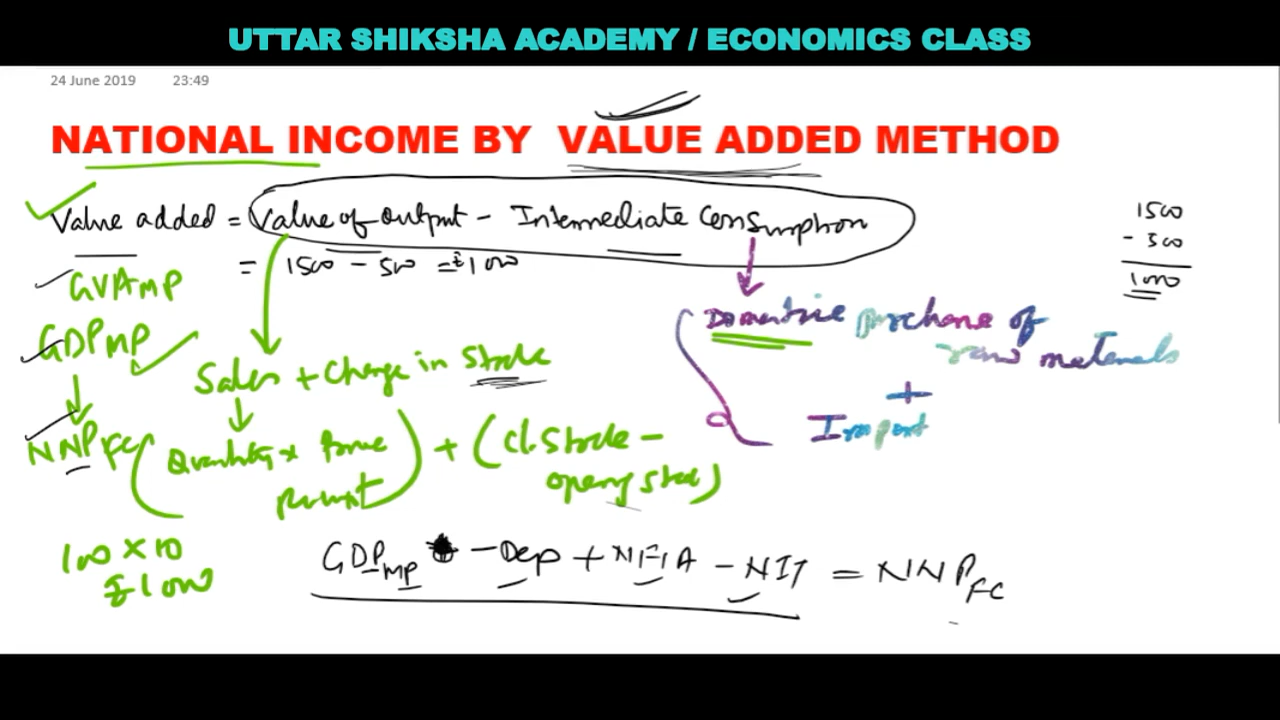 UTTAR SHIKSHA ACADEMY / ECONOMICS CLASS
24 June 2019 23:49
NATIONAL INCOME BY VALUE ADDED METHOD
Value added = Value of output - Intermediate Consumption
= 1500 - 500 = ₹1000
1500
- 500
1000
GVAMP
GDPMP
NNPFC
Sales + Change in Stock
(Quantity x Price
per unit) + (Cl. Stock -
opening stock)
Domestic purchase of
raw materials
+
Import
100 x 10
₹1000
GDPMP - Dep + NFIA - NIT = NNPFC